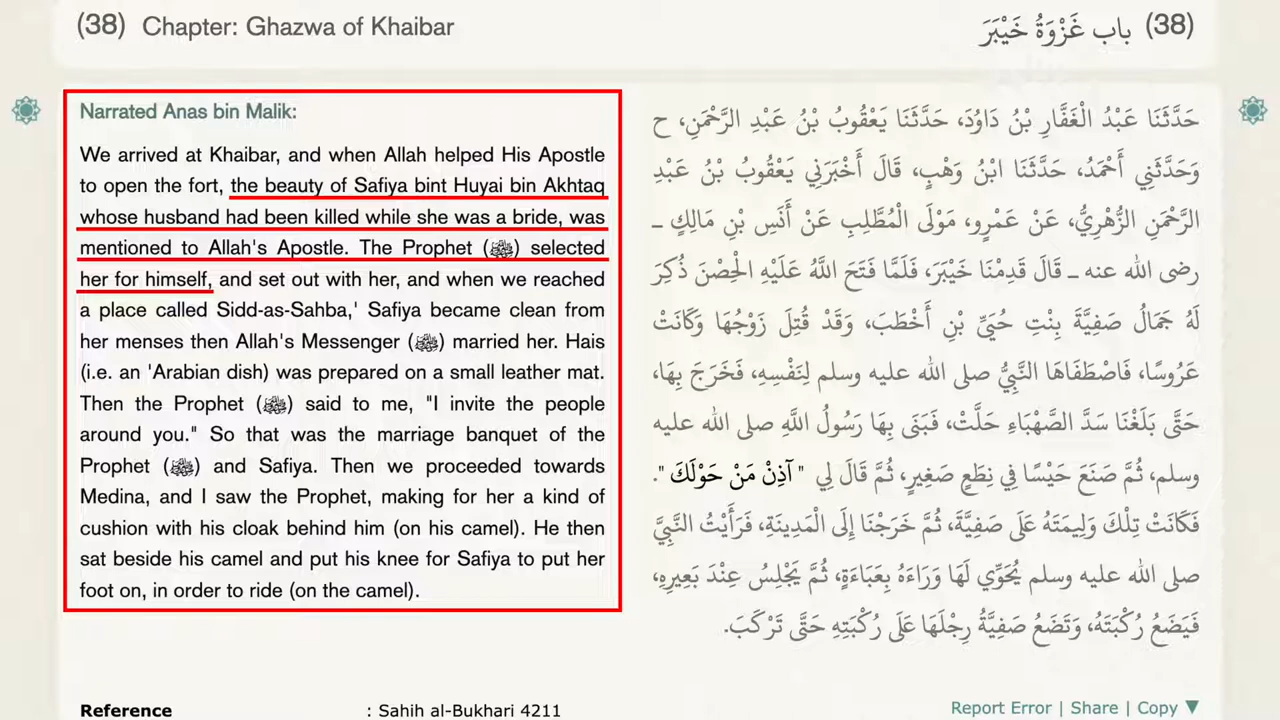 (38) Chapter: Ghazwa of Khaibar
(38) باب غَزْوَةُ خَيْبَرَ
Narrated Anas bin Malik:
We arrived at Khaibar, and when Allah helped His Apostle
to open the fort, the beauty of Safiya bint Huyai bin Akhtaq
whose husband had been killed while she was a bride, was
mentioned to Allah's Apostle. The Prophet (ﷺ) selected
her for himself, and set out with her, and when we reached
a place called Sidd-as-Sahba,' Safiya became clean from
her menses then Allah's Messenger (ﷺ) married her. Hais
(i.e. an 'Arabian dish) was prepared on a small leather mat.
Then the Prophet (ﷺ) said to me, "I invite the people
around you." So that was the marriage banquet of the
Prophet (ﷺ) and Safiya. Then we proceeded towards
Medina, and I saw the Prophet, making for her a kind of
cushion with his cloak behind him (on his camel). He then
sat beside his camel and put his knee for Safiya to put her
foot on, in order to ride (on the camel).
حَدَّثَنَا عَبْدُ الْغَفَّارِ بْنُ دَاوُدَ، حَدَّثَنَا يَعْقُوبُ بْنُ عَبْدِ الرَّحْمَنِ، ح
وَحَدَّثَنِي أَحْمَدُ، حَدَّثَنَا ابْنُ وَهْبٍ، قَالَ أَخْبَرَنِي يَعْقُوبُ بْنُ عَبْدِ
الرَّحْمَنِ الزُّهْرِيُّ، عَنْ عَمْرٍو، مَوْلَى الْمُطَّلِبِ عَنْ أَنَسِ بْنِ مَالِكٍ ـ
رضى الله عنه ـ قَالَ قَدِمْنَا خَيْبَرَ، فَلَمَّا فَتَحَ اللَّهُ عَلَيْهِ الْحِصْنَ ذُكِرَ
لَهُ جَمَالُ صَفِيَّةَ بِنْتِ حُيَىِّ بْنِ أَخْطَبَ، وَقَدْ قُتِلَ زَوْجُهَا وَكَانَتْ
عَرُوسًا، فَاصْطَفَاهَا النَّبِيُّ صلى الله عليه وسلم لِنَفْسِهِ، فَخَرَجَ بِهَا،
حَتَّى بَلَغْنَا سَدَّ الصَّهْبَاءِ حَلَّتْ، فَبَنَى بِهَا رَسُولُ اللَّهِ صلى الله عليه
وسلم، ثُمَّ صَنَعَ حَيْسًا فِي نِطَعٍ صَغِيرٍ، ثُمَّ قَالَ لِي " آذِنْ مَنْ حَوْلَكَ ".
فَكَانَتْ تِلْكَ وَلِيمَتَهُ عَلَى صَفِيَّةَ، ثُمَّ خَرَجْنَا إِلَى الْمَدِينَةِ، فَرَأَيْتُ النَّبِيَّ
صلى الله عليه وسلم يُحَوِّي لَهَا وَرَاءَهُ بِعَبَاءَةٍ، ثُمَّ يَجْلِسُ عِنْدَ بَعِيرِهِ،
فَيَضَعُ رُكْبَتَهُ، وَتَضَعُ صَفِيَّةُ رِجْلَهَا عَلَى رُكْبَتِهِ حَتَّى تَرْكَبَ.
Reference : Sahih al-Bukhari 4211
Report Error | Share | Copy ▼